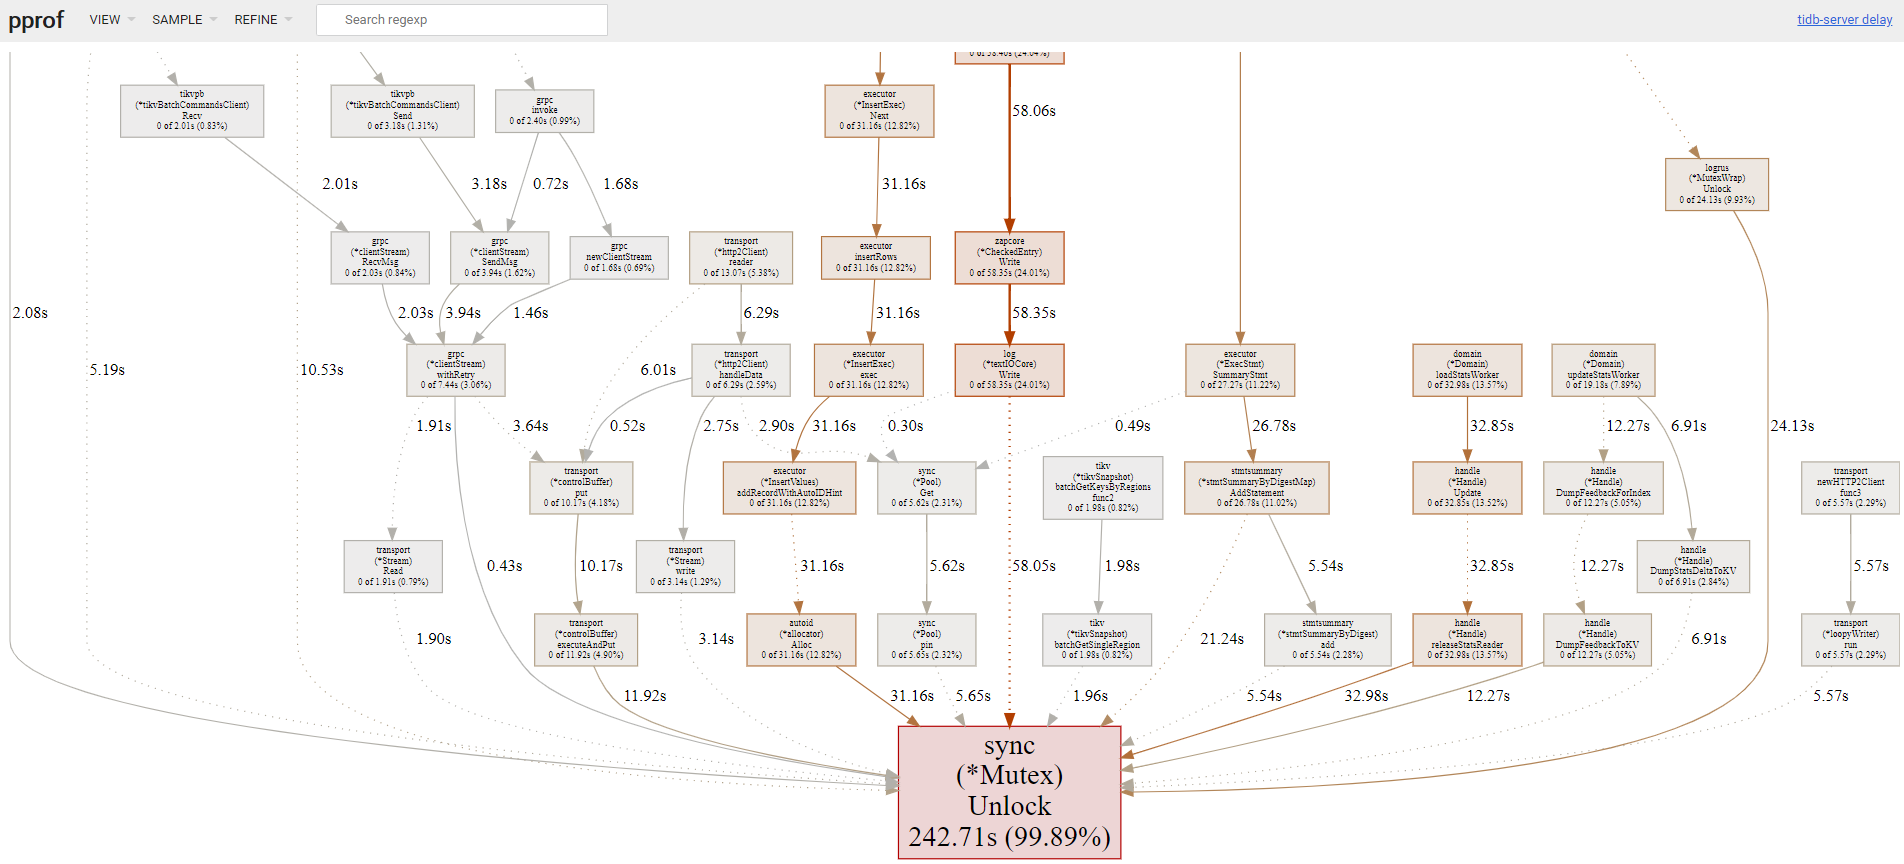 pprof
VIEW
SAMPLE
REFINE
Search regexp
tidb-server delay
0 of 58.40s (24.04%)
tikvpb
(*tikvBatchCommandsClient)
Recv
0 of 2.01s (0.83%)
tikvpb
(*tikvBatchCommandsClient)
Send
0 of 3.18s (1.31%)
grpc
invoke
0 of 2.40s (0.99%)
executor
(*InsertExec)
Next
0 of 31.16s (12.82%)
58.06s
logrus
(*MutexWrap)
Unlock
0 of 24.13s (9.93%)
2.01s
3.18s
0.72s
1.68s
31.16s
grpc
(*clientStream)
RecvMsg
0 of 2.03s (0.84%)
grpc
(*clientStream)
SendMsg
0 of 3.94s (1.62%)
grpc
newClientStream
0 of 1.68s (0.69%)
transport
(*http2Client)
reader
0 of 13.07s (5.38%)
executor
insertRows
0 of 31.16s (12.82%)
zapcore
(*CheckedEntry)
Write
0 of 58.35s (24.01%)
2.08s
2.03s
3.94s
1.46s
6.29s
31.16s
58.35s
5.19s
10.53s
grpc
(*clientStream)
withRetry
0 of 7.44s (3.06%)
6.01s
transport
(*http2Client)
handleData
0 of 6.29s (2.59%)
executor
(*InsertExec)
exec
0 of 31.16s (12.82%)
log
(*textIOCore)
Write
0 of 58.35s (24.01%)
executor
(*ExecStmt)
SummaryStmt
0 of 27.27s (11.22%)
domain
(*Domain)
loadStatsWorker
0 of 32.98s (13.57%)
domain
(*Domain)
updateStatsWorker
0 of 19.18s (7.89%)
1.91s
3.64s
0.52s
2.75s
2.90s
31.16s
0.30s
0.49s
26.78s
32.85s
12.27s
6.91s
24.13s
transport
(*controlBuffer)
put
0 of 10.17s (4.18%)
executor
(*InsertValues)
addRecordWithAutoIDHint
0 of 31.16s (12.82%)
sync
(*Pool)
Get
0 of 5.62s (2.31%)
tikv
(*tikvSnapshot)
batchGetKeysByRegions
func2
0 of 1.98s (0.82%)
stmtsummary
(*stmtSummaryByDigestMap)
AddStatement
0 of 26.78s (11.02%)
handle
(*Handle)
Update
0 of 32.85s (13.52%)
handle
(*Handle)
DumpFeedbackForIndex
0 of 12.27s (5.05%)
transport
newHTTP2Client
func3
0 of 5.57s (2.29%)
transport
(*Stream)
Read
0 of 1.91s (0.79%)
0.43s
10.17s
transport
(*Stream)
write
0 of 3.14s (1.29%)
31.16s
5.62s
58.05s
1.98s
5.54s
32.85s
12.27s
handle
(*Handle)
DumpStatsDeltaToKV
0 of 6.91s (2.84%)
5.57s
1.90s
transport
(*controlBuffer)
executeAndPut
0 of 11.92s (4.90%)
3.14s
autoid
(*allocator)
Alloc
0 of 31.16s (12.82%)
sync
(*Pool)
pin
0 of 5.65s (2.32%)
tikv
(*tikvSnapshot)
batchGetSingleRegion
0 of 1.98s (0.82%)
21.24s
stmtsummary
(*stmtSummaryByDigest)
add
0 of 5.54s (2.28%)
handle
(*Handle)
releaseStatsReader
0 of 32.98s (13.57%)
handle
(*Handle)
DumpFeedbackToKV
0 of 12.27s (5.05%)
6.91s
transport
(*loopyWriter)
run
0 of 5.57s (2.29%)
11.92s
31.16s
5.65s
1.96s
5.54s
32.98s
12.27s
5.57s
sync
(*Mutex)
Unlock
242.71s (99.89%)